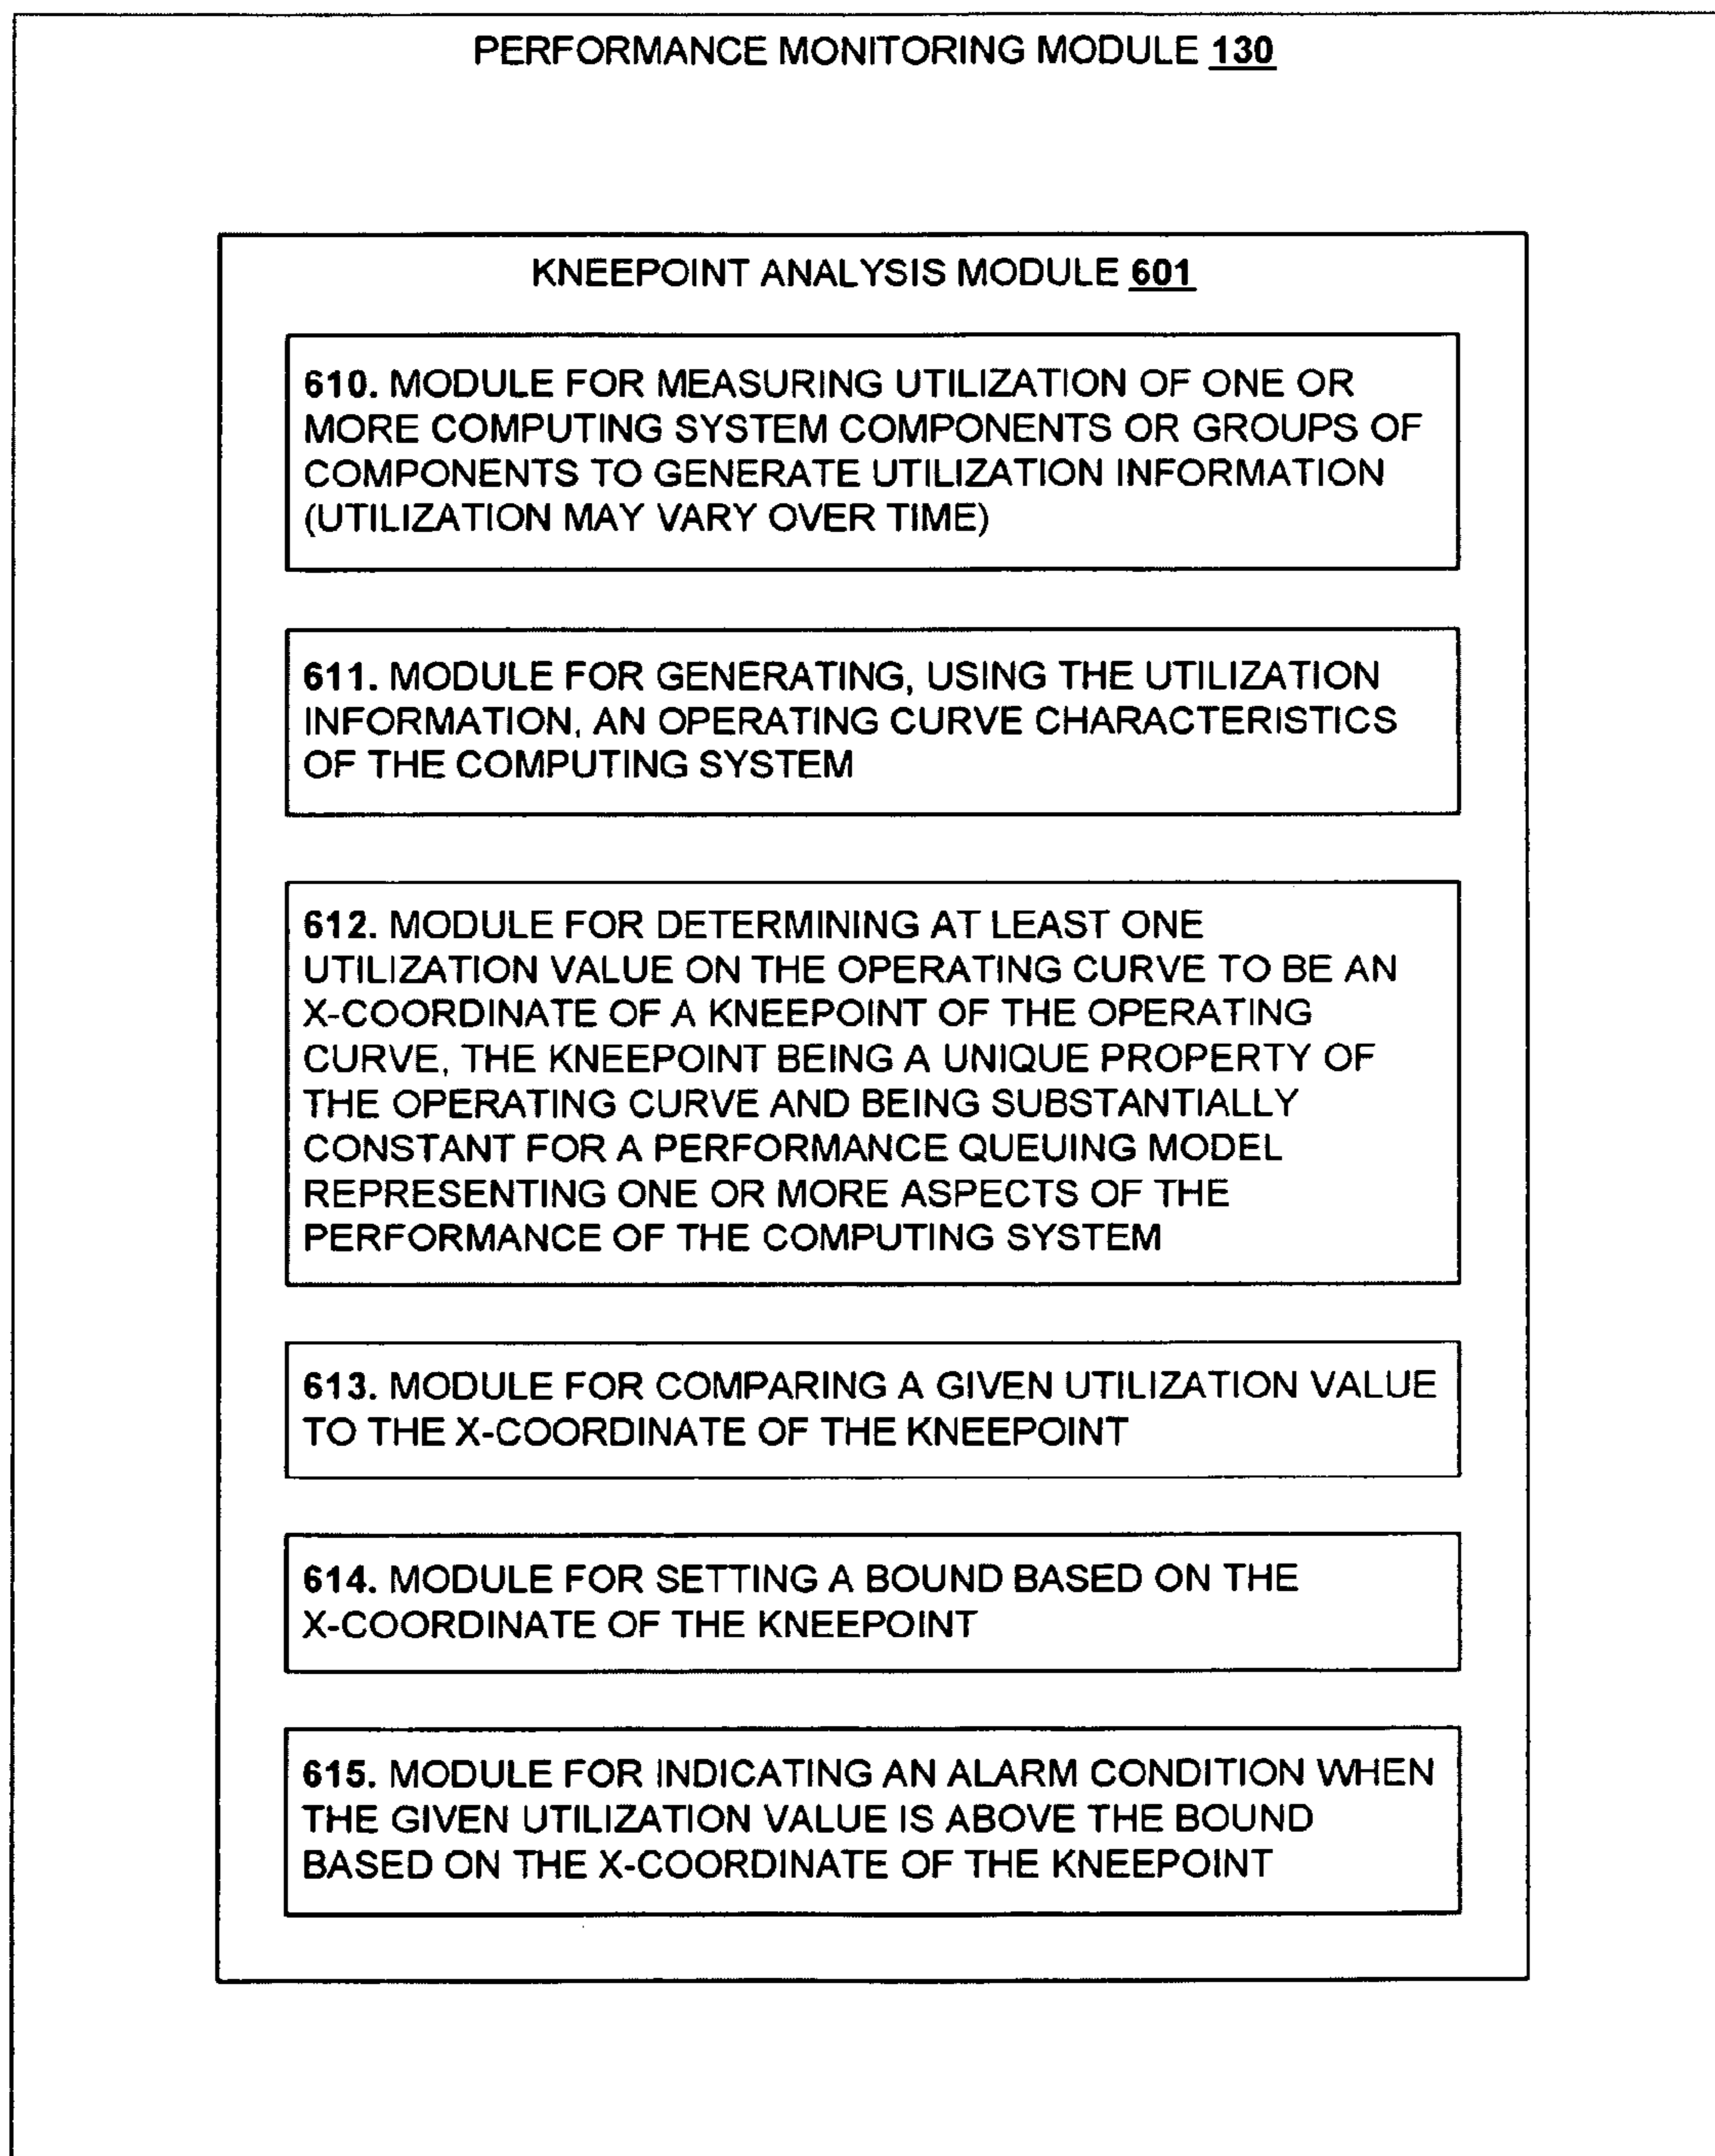 PERFORMANCE MONITORING MODULE 130
KNEEPOINT ANALYSIS MODULE 601
610. MODULE FOR MEASURING UTILIZATION OF ONE OR
MORE COMPUTING SYSTEM COMPONENTS OR GROUPS OF
COMPONENTS TO GENERATE UTILIZATION INFORMATION
(UTILIZATION MAY VARY OVER TIME)
611. MODULE FOR GENERATING, USING THE UTILIZATION
INFORMATION, AN OPERATING CURVE CHARACTERISTICS
OF THE COMPUTING SYSTEM
612. MODULE FOR DETERMINING AT LEAST ONE
UTILIZATION VALUE ON THE OPERATING CURVE TO BE AN
X-COORDINATE OF A KNEEPOINT OF THE OPERATING
CURVE, THE KNEEPOINT BEING A UNIQUE PROPERTY OF
THE OPERATING CURVE AND BEING SUBSTANTIALLY
CONSTANT FOR A PERFORMANCE QUEUING MODEL
REPRESENTING ONE OR MORE ASPECTS OF THE
PERFORMANCE OF THE COMPUTING SYSTEM
613. MODULE FOR COMPARING A GIVEN UTILIZATION VALUE
TO THE X-COORDINATE OF THE KNEEPOINT
614. MODULE FOR SETTING A BOUND BASED ON THE
X-COORDINATE OF THE KNEEPOINT
615. MODULE FOR INDICATING AN ALARM CONDITION WHEN
THE GIVEN UTILIZATION VALUE IS ABOVE THE BOUND
BASED ON THE X-COORDINATE OF THE KNEEPOINT